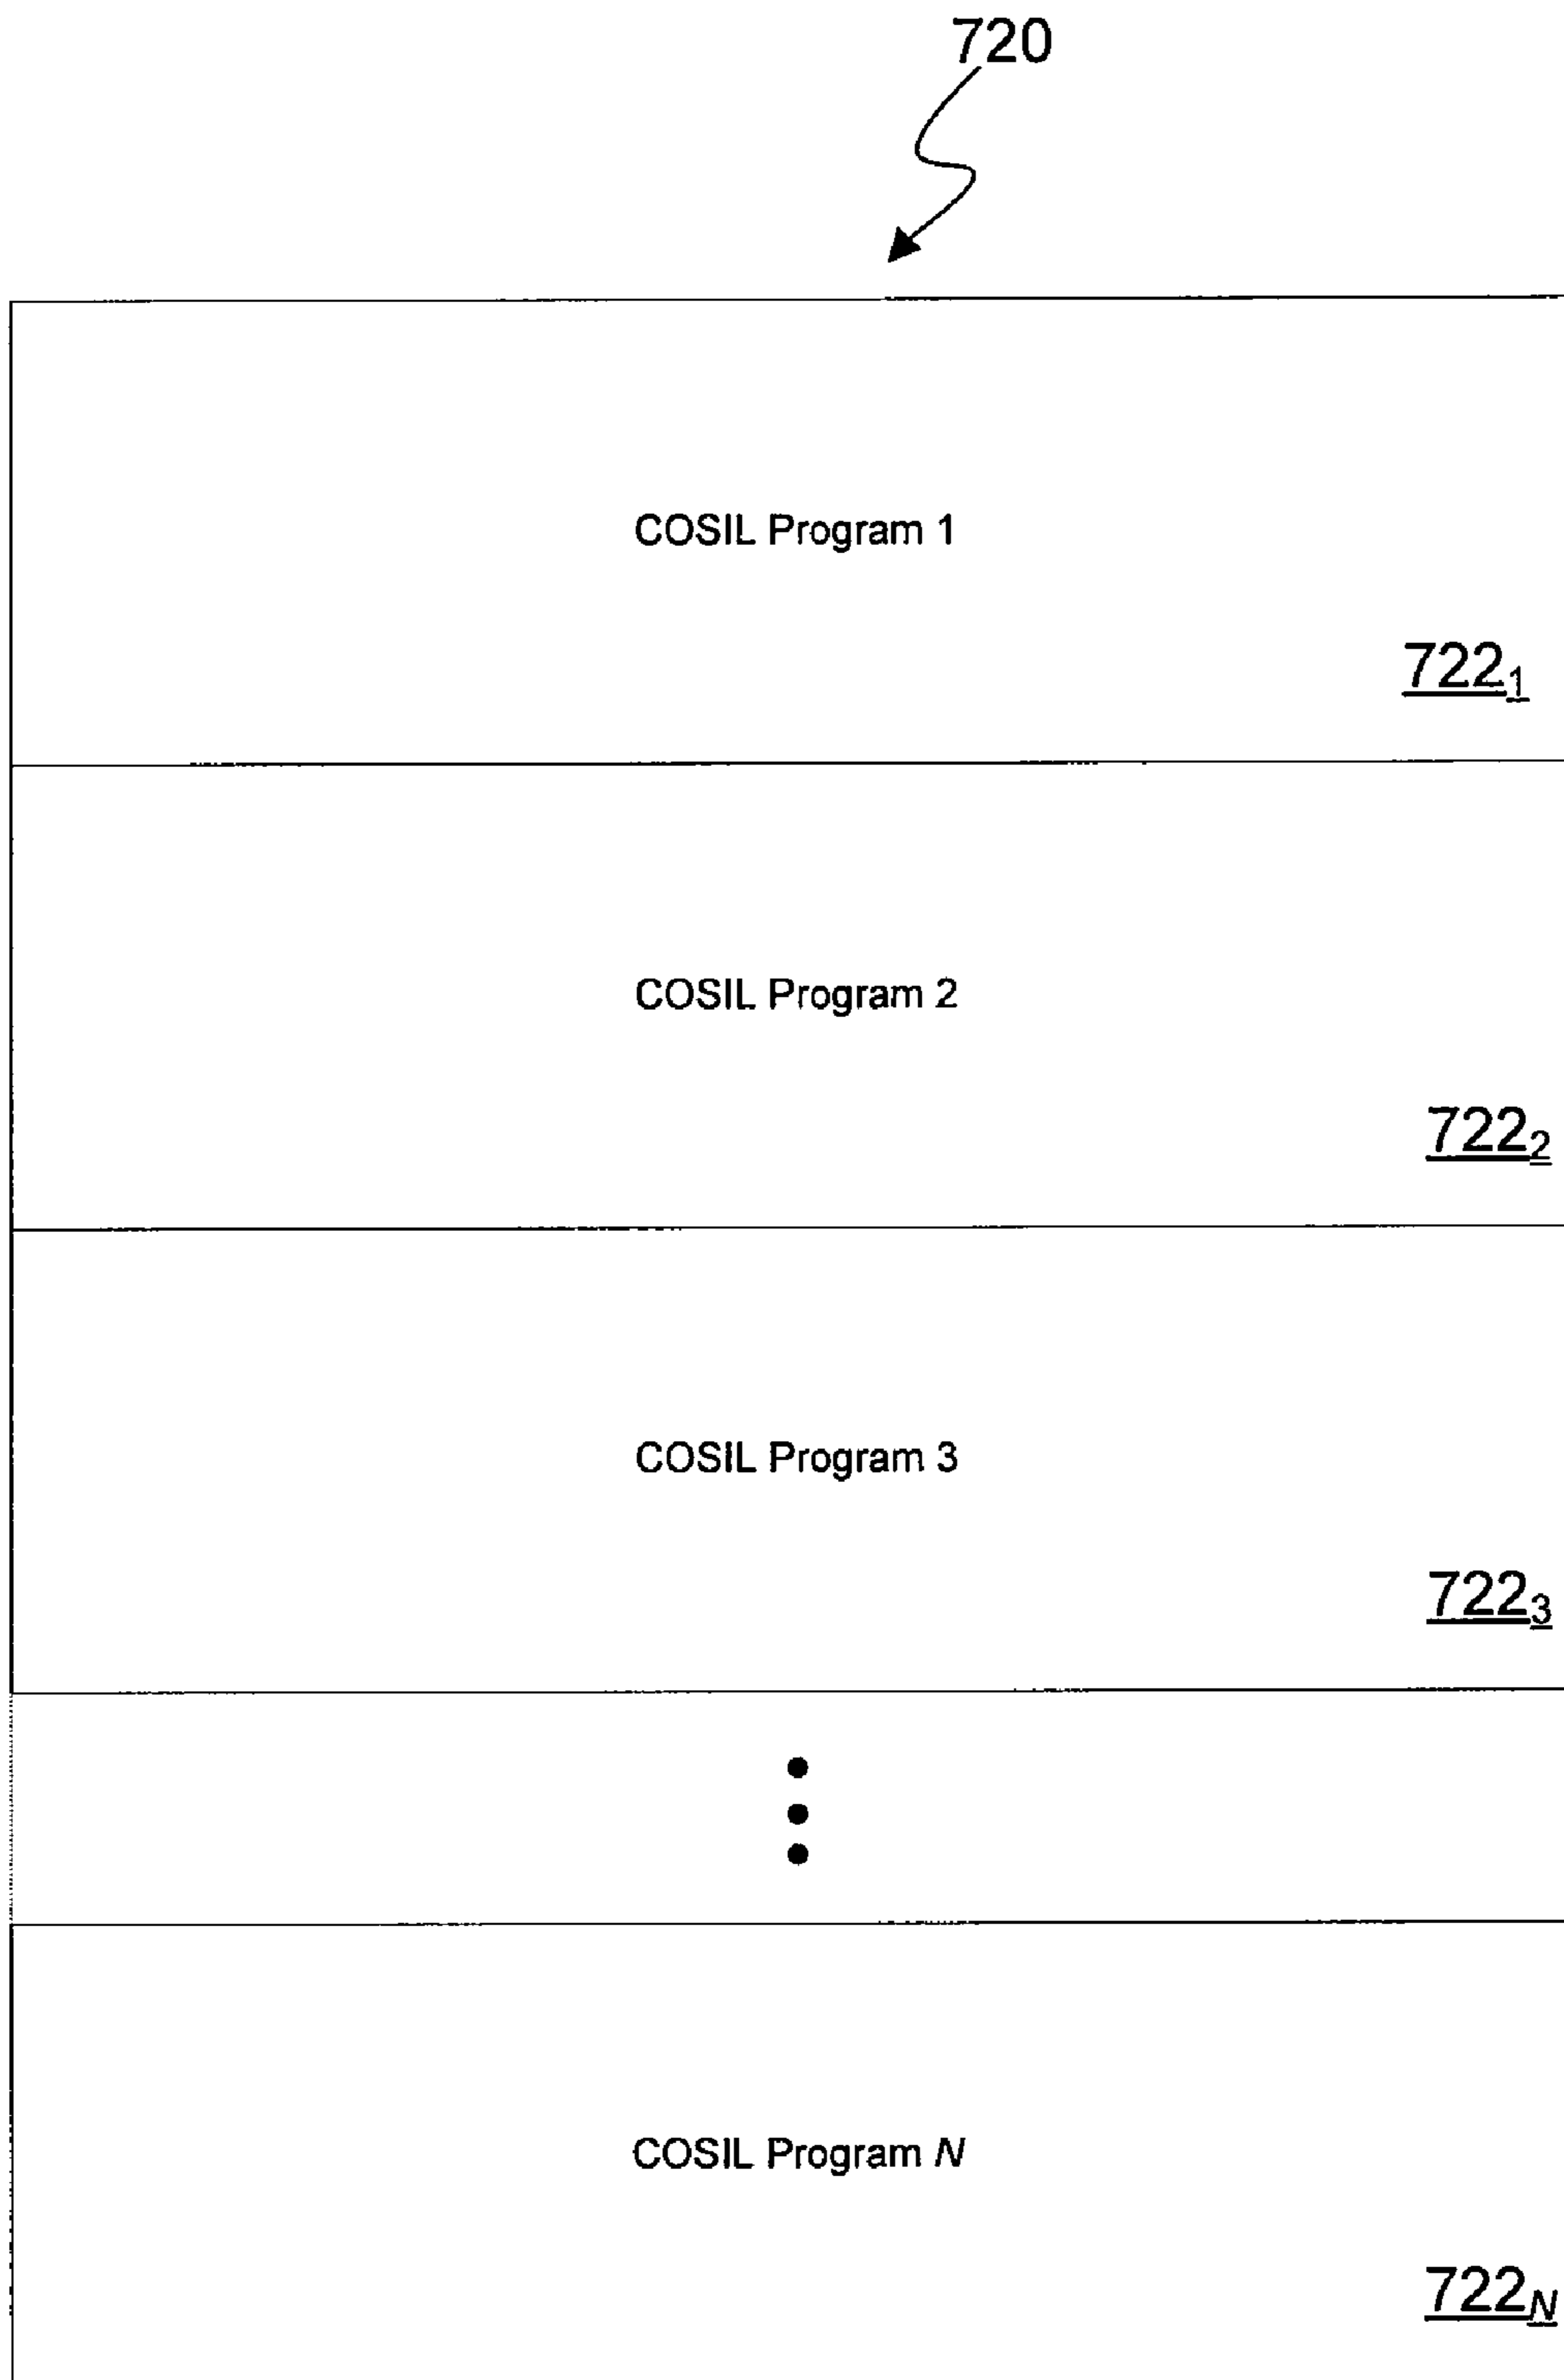 720
COSIL Program 1
722₁
COSIL Program 2
722₂
COSIL Program 3
722₃
COSIL Program N
722N